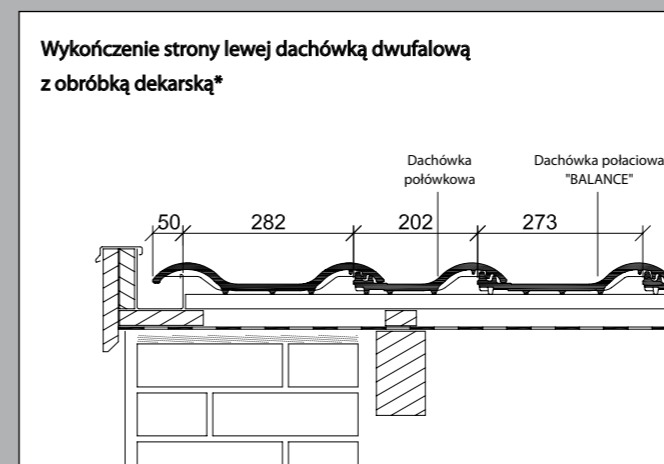 Wykończenie strony lewej dachówką dwufalową
z obróbką dekarską*
Dachówka
połówkowa
Dachówka połaciowa
"BALANCE"
50 282 202 273